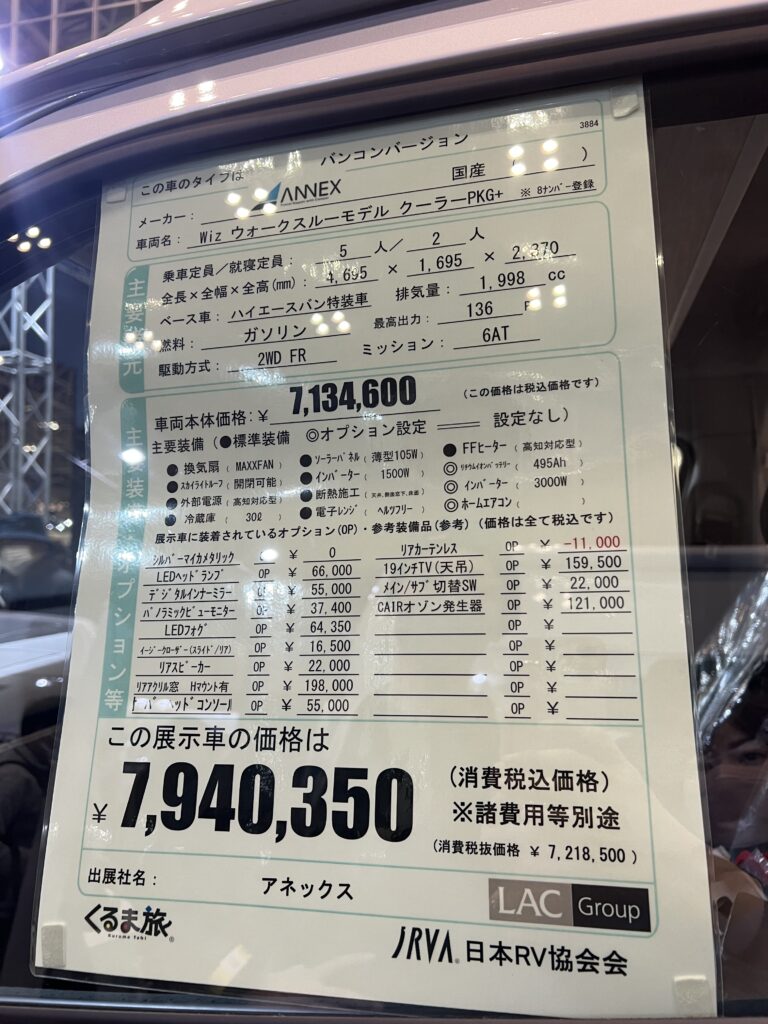 3884
この車のタイプは バンコンバージョン
メーカー: ANNEX 国産 ( )
車両名: Wiz ウォークスルーモデル クーラーPKG+ ※ 8ナンバー登録
主要
乗車定員/就寝定員: 5 人/ 2 人
全長×全幅×全高(mm): 4,695 × 1,695 × 2,370
ベース車: ハイエースバン特装車 排気量: 1,998 cc
燃料: ガソリン 最高出力: 136
駆動方式: 2WD FR ミッション: 6AT
車両本体価格:¥ 7,134,600 (この価格は税込価格です)
主要装備(●標準装備 ◎オプション設定 ── 設定なし)
● 換気扇 ( MAXXFAN ) ● ソーラーパネル (薄型105W) ● FFヒーター (高知対応型)
● スカイライトルーフ (開閉可能) ● インバーター ( 1500W ) ◎ リチウムイオンバッテリー ( 495Ah )
● 外部電源 (高知対応型) ● 断熱施工 (天井、側面窓下、床面) ◎ インバーター ( 3000W )
● 冷蔵庫 ( 30ℓ ) ● 電子レンジ ( ヘルツフリー ) ◎ ホームエアコン ( )
展示車に装着されているオプション(OP)・参考装備品(参考)(価格は全て税込です)
シルバーマイカメタリック OP ¥ 0 リアカーテンレス OP ¥ -11,000
LEDヘッドランプ OP ¥ 66,000 19インチTV(天吊) OP ¥ 159,500
デジタルインナーミラー OP ¥ 55,000 メイン/サブ切替SW OP ¥ 22,000
パノラミックビューモニター OP ¥ 37,400 CAIRオゾン発生器 OP ¥ 121,000
LEDフォグ OP ¥ 64,350 OP ¥
イージークローザー(スライド/リア) OP ¥ 16,500 OP ¥
リアスピーカー OP ¥ 22,000 OP ¥
リアアクリル窓 Hマウント有 OP ¥ 198,000 OP ¥
ヘッドコンソール OP ¥ 55,000 OP ¥
この展示車の価格は
¥ 7,940,350 (消費税込価格)
※諸費用等別途
(消費税抜価格 ¥ 7,218,500 )
出展社名: アネックス
LAC Group
くるま旅
Kuruma Tabi
JRVA 日本RV協会会